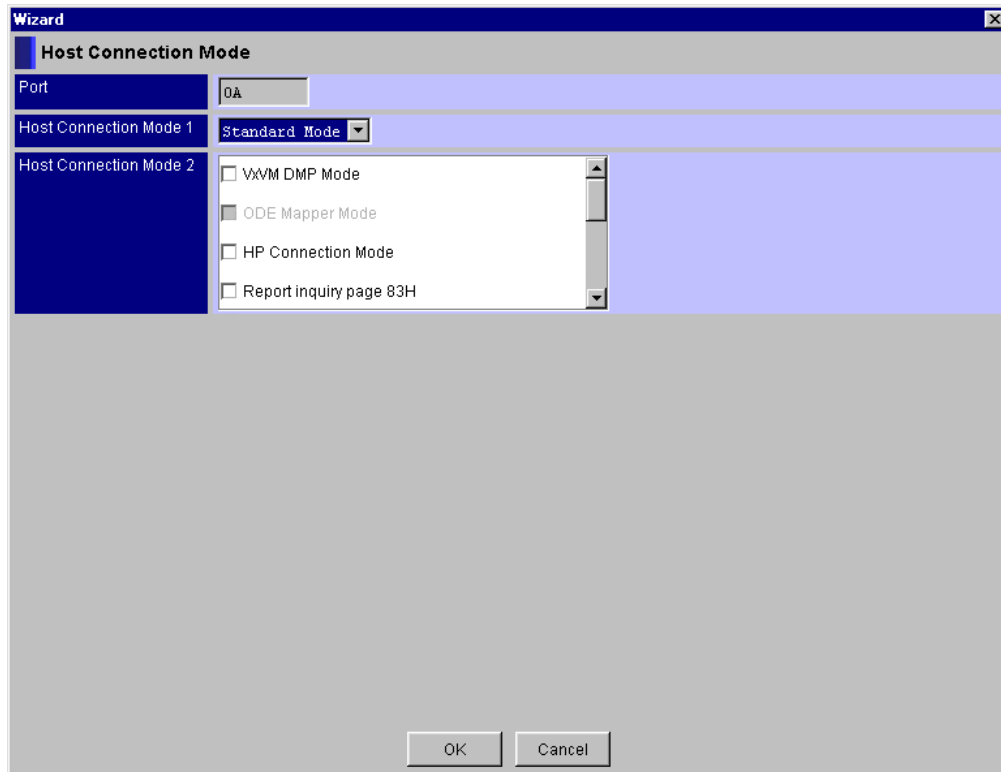 Wizard
Host Connection Mode
Port
0A
Host Connection Mode 1
Standard Mode
Host Connection Mode 2
VxVM DMP Mode
ODE Mapper Mode
HP Connection Mode
Report inquiry page 83H
OK
Cancel